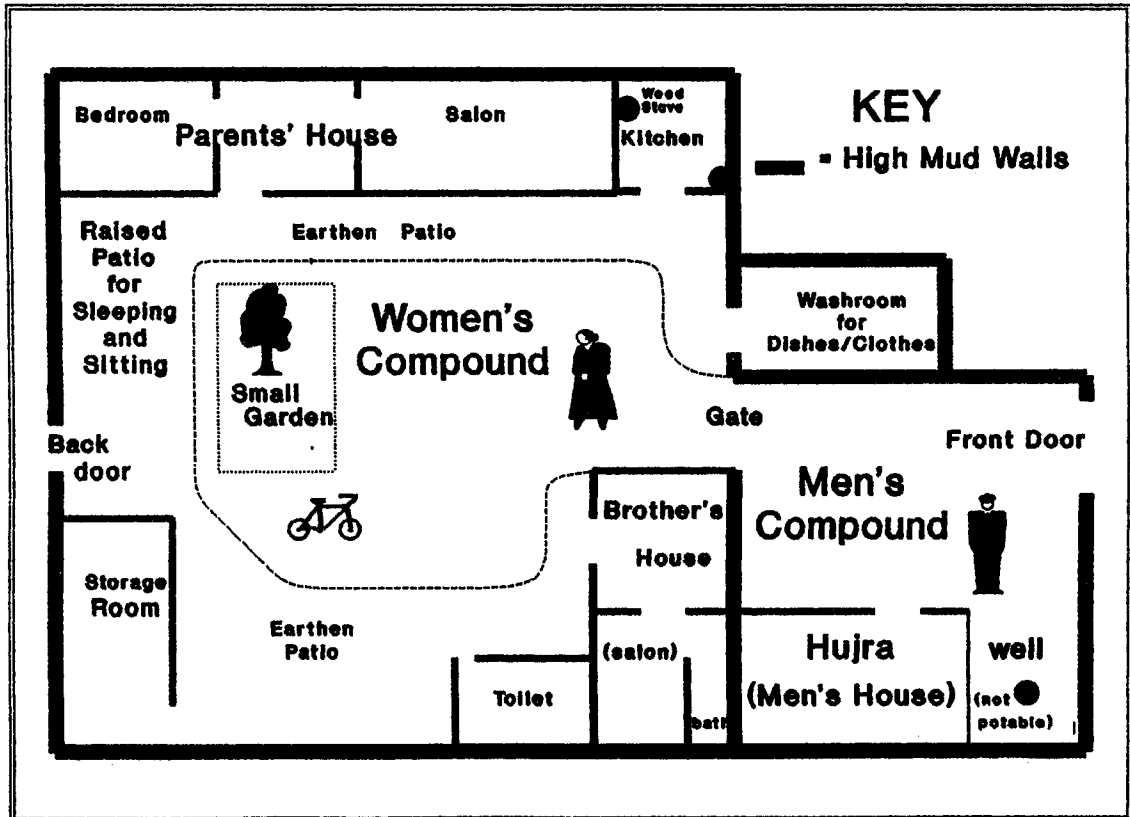 Bedroom
Parents' House
Salon
Wood
Stove
Kitchen
KEY
= High Mud Walls
Raised
Patio
for
Sleeping
and
Sitting
Earthen Patio
Women's
Compound
Small
Garden
Washroom
for
Dishes/Clothes
Gate
Front Door
Back
door
Men's
Compound
Brother's
House
Storage
Room
Earthen
Patio
Toilet
(salon)
bath
Hujra
(Men's House)
well
(not
potable)